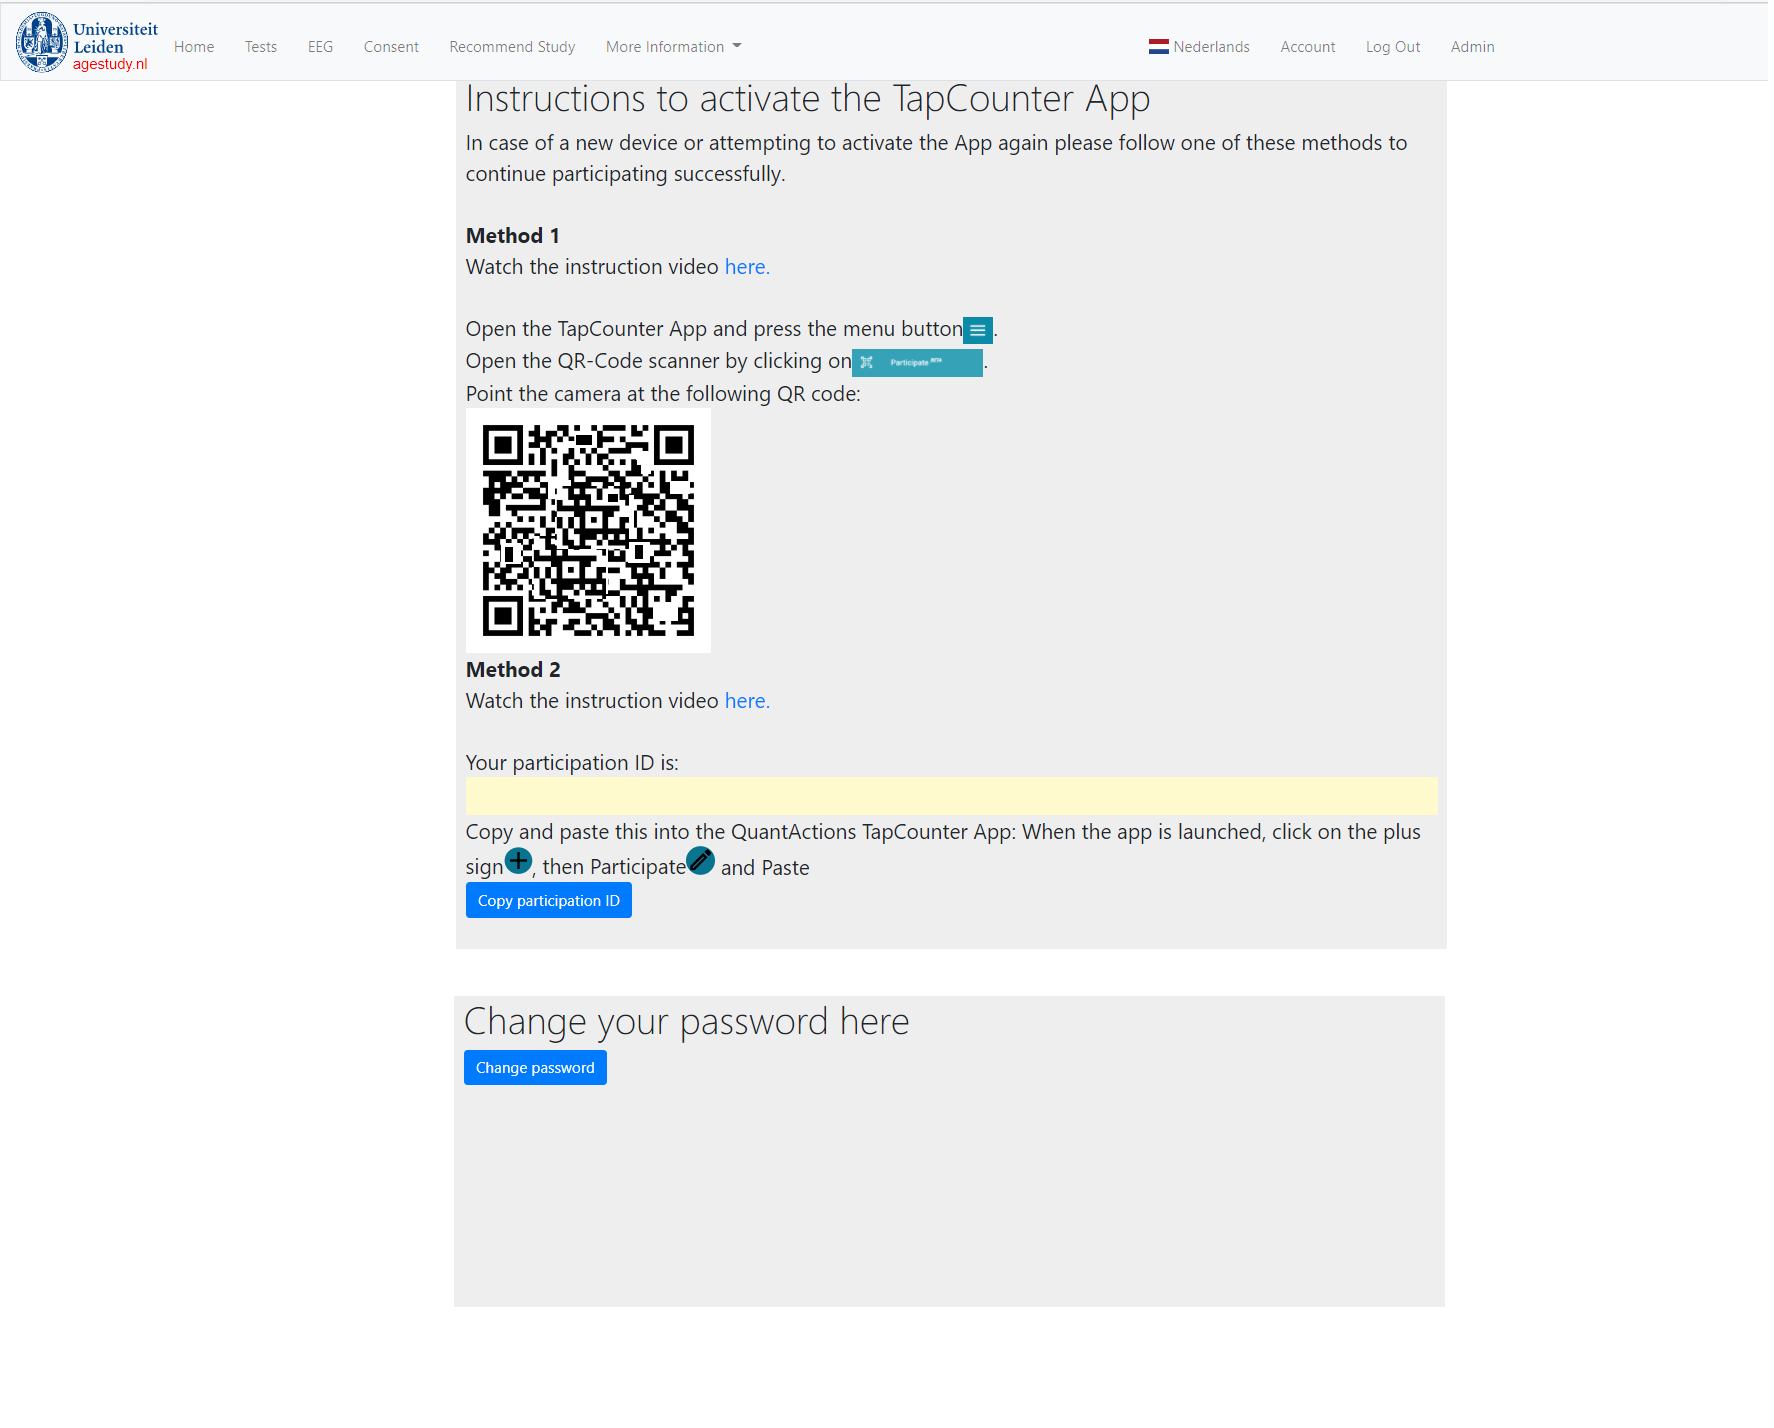 Universiteit
Leiden
agestudy.nl
Home Tests EEG Consent Recommend Study More Information Nederlands Account Log Out Admin
Instructions to activate the TapCounter App
In case of a new device or attempting to activate the App again please follow one of these methods to
continue participating successfully.
Method 1
Watch the instruction video here.
Open the TapCounter App and press the menu button.
Open the QR-Code scanner by clicking on Participate BETA.
Point the camera at the following QR code:
Method 2
Watch the instruction video here.
Your participation ID is:
Copy and paste this into the QuantActions TapCounter App: When the app is launched, click on the plus
sign, then Participate and Paste
Copy participation ID
Change your password here
Change password